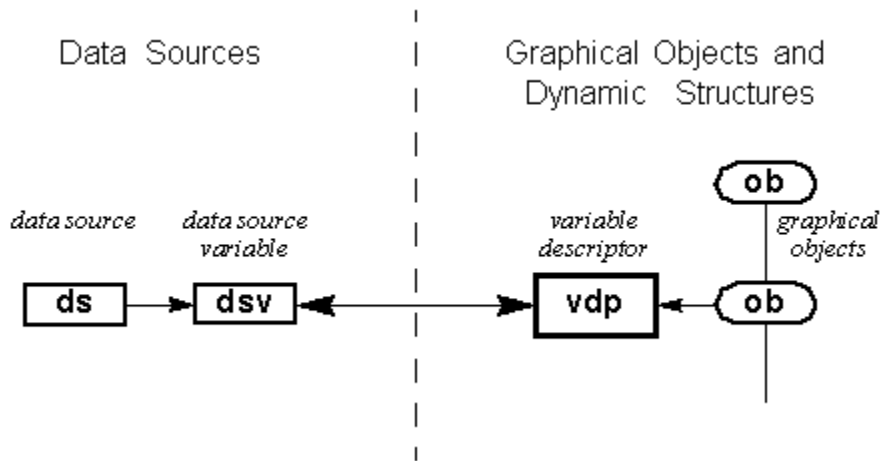 Data Sources
Graphical Objects and
Dynamic Structures
ob
data source
data source
variable
variable
descriptor
graphical
objects
ds
dsv
vdp
ob